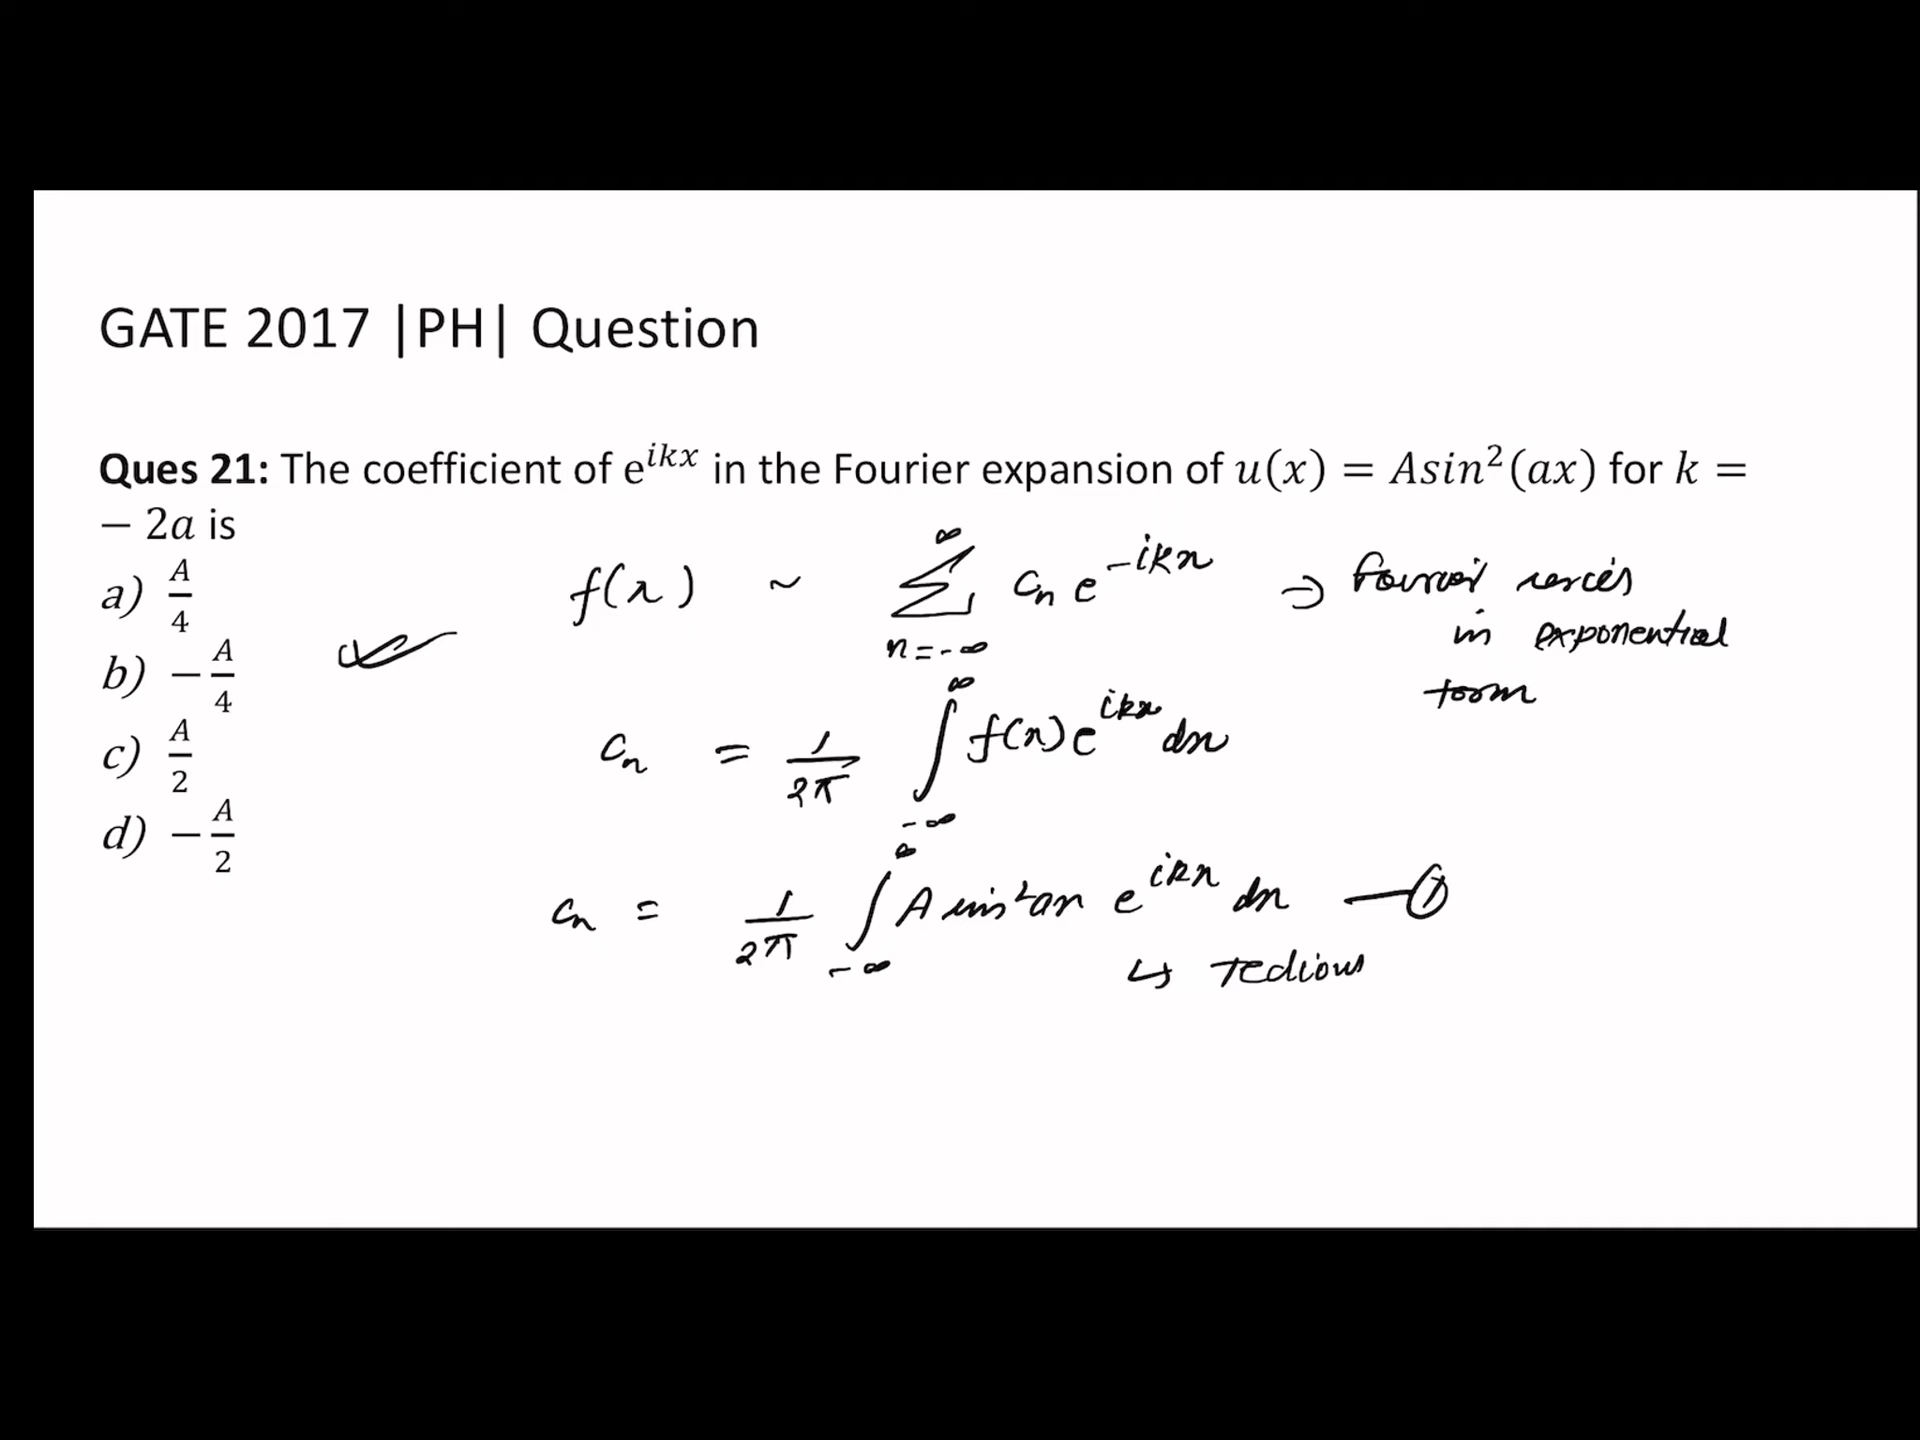 GATE 2017 |PH| Question
Ques 21: The coefficient of e^{ikx} in the Fourier expansion of u(x) = Asin²(ax) for k =
− 2a is
a) A/4
b) − A/4
c) A/2
d) − A/2
f(x) ~ ∑_{n=-∞}^{∞} c_n e^{-ikx} → Fourier series
in exponential
form
c_n = 1/2π ∫_{-∞}^{∞} f(x) e^{ikx} dx
c_n = 1/2π ∫_{-∞}^{∞} A sin² ax e^{ikx} dx — ①
↳ Tedious